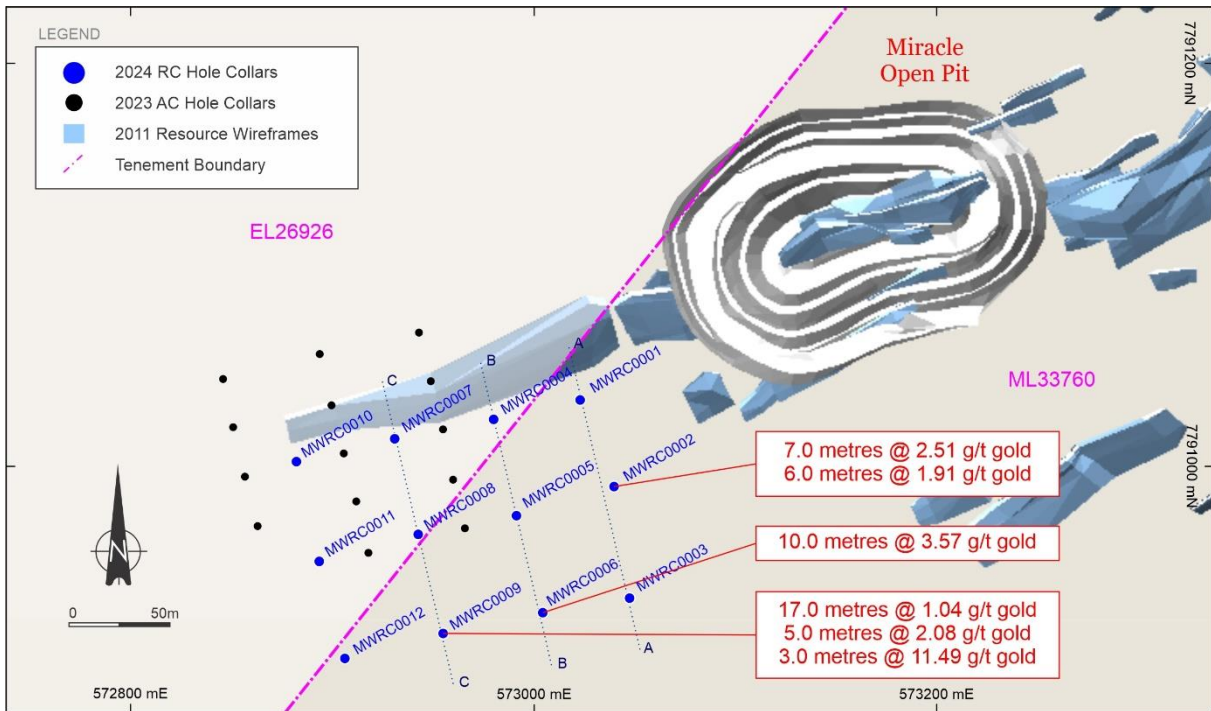 LEGEND
2024 RC Hole Collars
2023 AC Hole Collars
2011 Resource Wireframes
Tenement Boundary
Miracle
Open Pit
7791200 mN
EL26926
ML33760
A
B
C
MWRC0001
MWRC0004
MWRC0007
MWRC0010
MWRC0002
MWRC0005
MWRC0008
MWRC0011
MWRC0003
MWRC0006
MWRC0009
MWRC0012
7791000 mN
7.0 metres @ 2.51 g/t gold
6.0 metres @ 1.91 g/t gold
10.0 metres @ 3.57 g/t gold
17.0 metres @ 1.04 g/t gold
5.0 metres @ 2.08 g/t gold
3.0 metres @ 11.49 g/t gold
N
0 50m
A
B
C
572800 mE
573000 mE
573200 mE